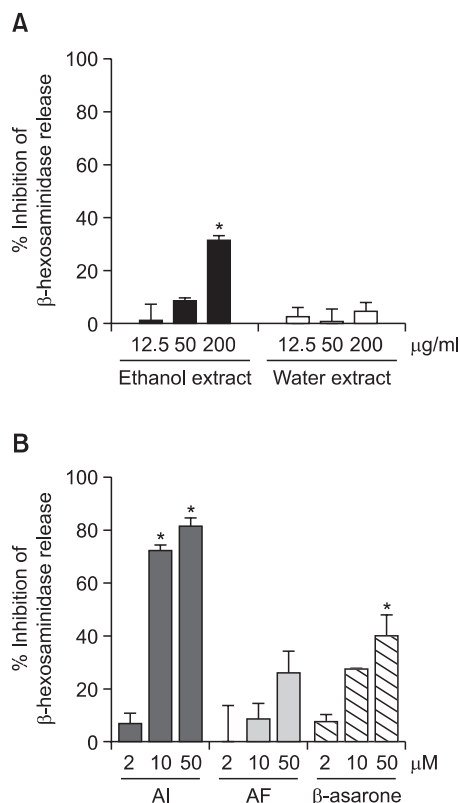 A
% Inhibition of
β-hexosaminidase release
100
80
60
40
20
0
*
12.5 50 200 12.5 50 200 μg/ml
Ethanol extract Water extract
B
% Inhibition of
β-hexosaminidase release
100
80
60
40
20
0
* *
*
2 10 50 2 10 50 2 10 50 μM
AI AF β-asarone